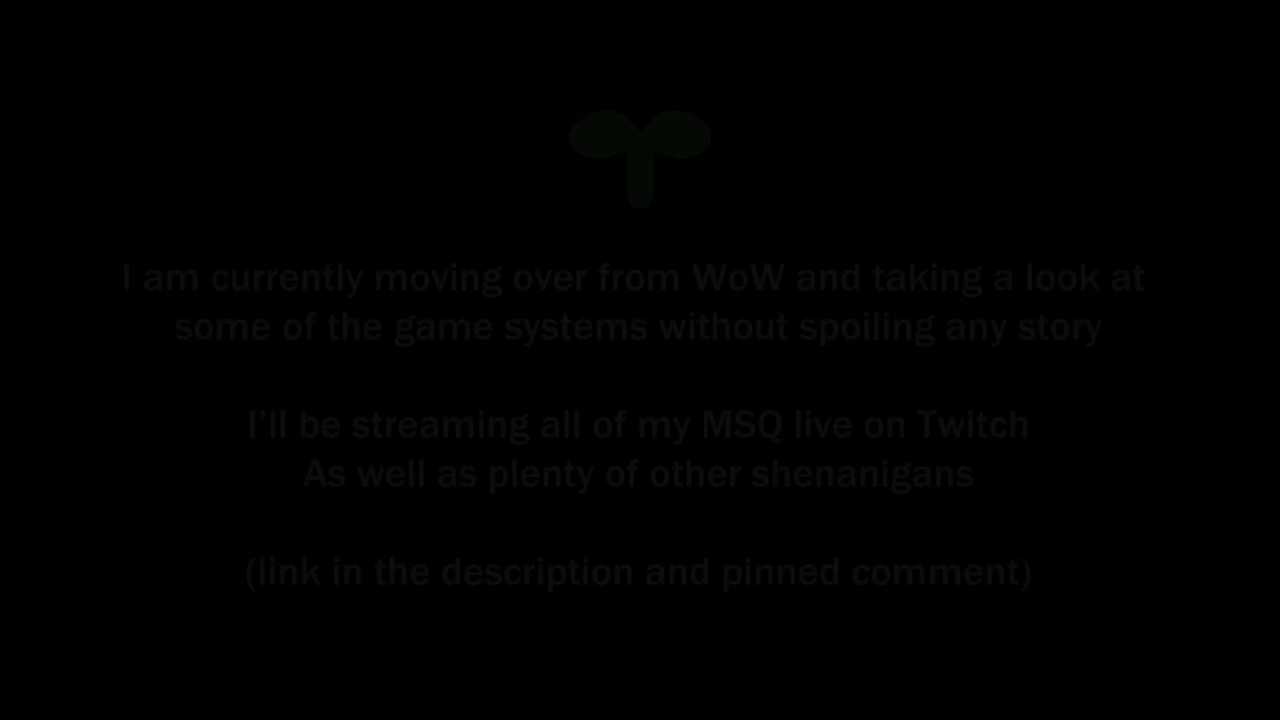 I am currently moving over from WoW and taking a look at
some of the game systems without spoiling any story
I’ll be streaming all of my MSQ live on Twitch
As well as plenty of other shenanigans
(link in the description and pinned comment)